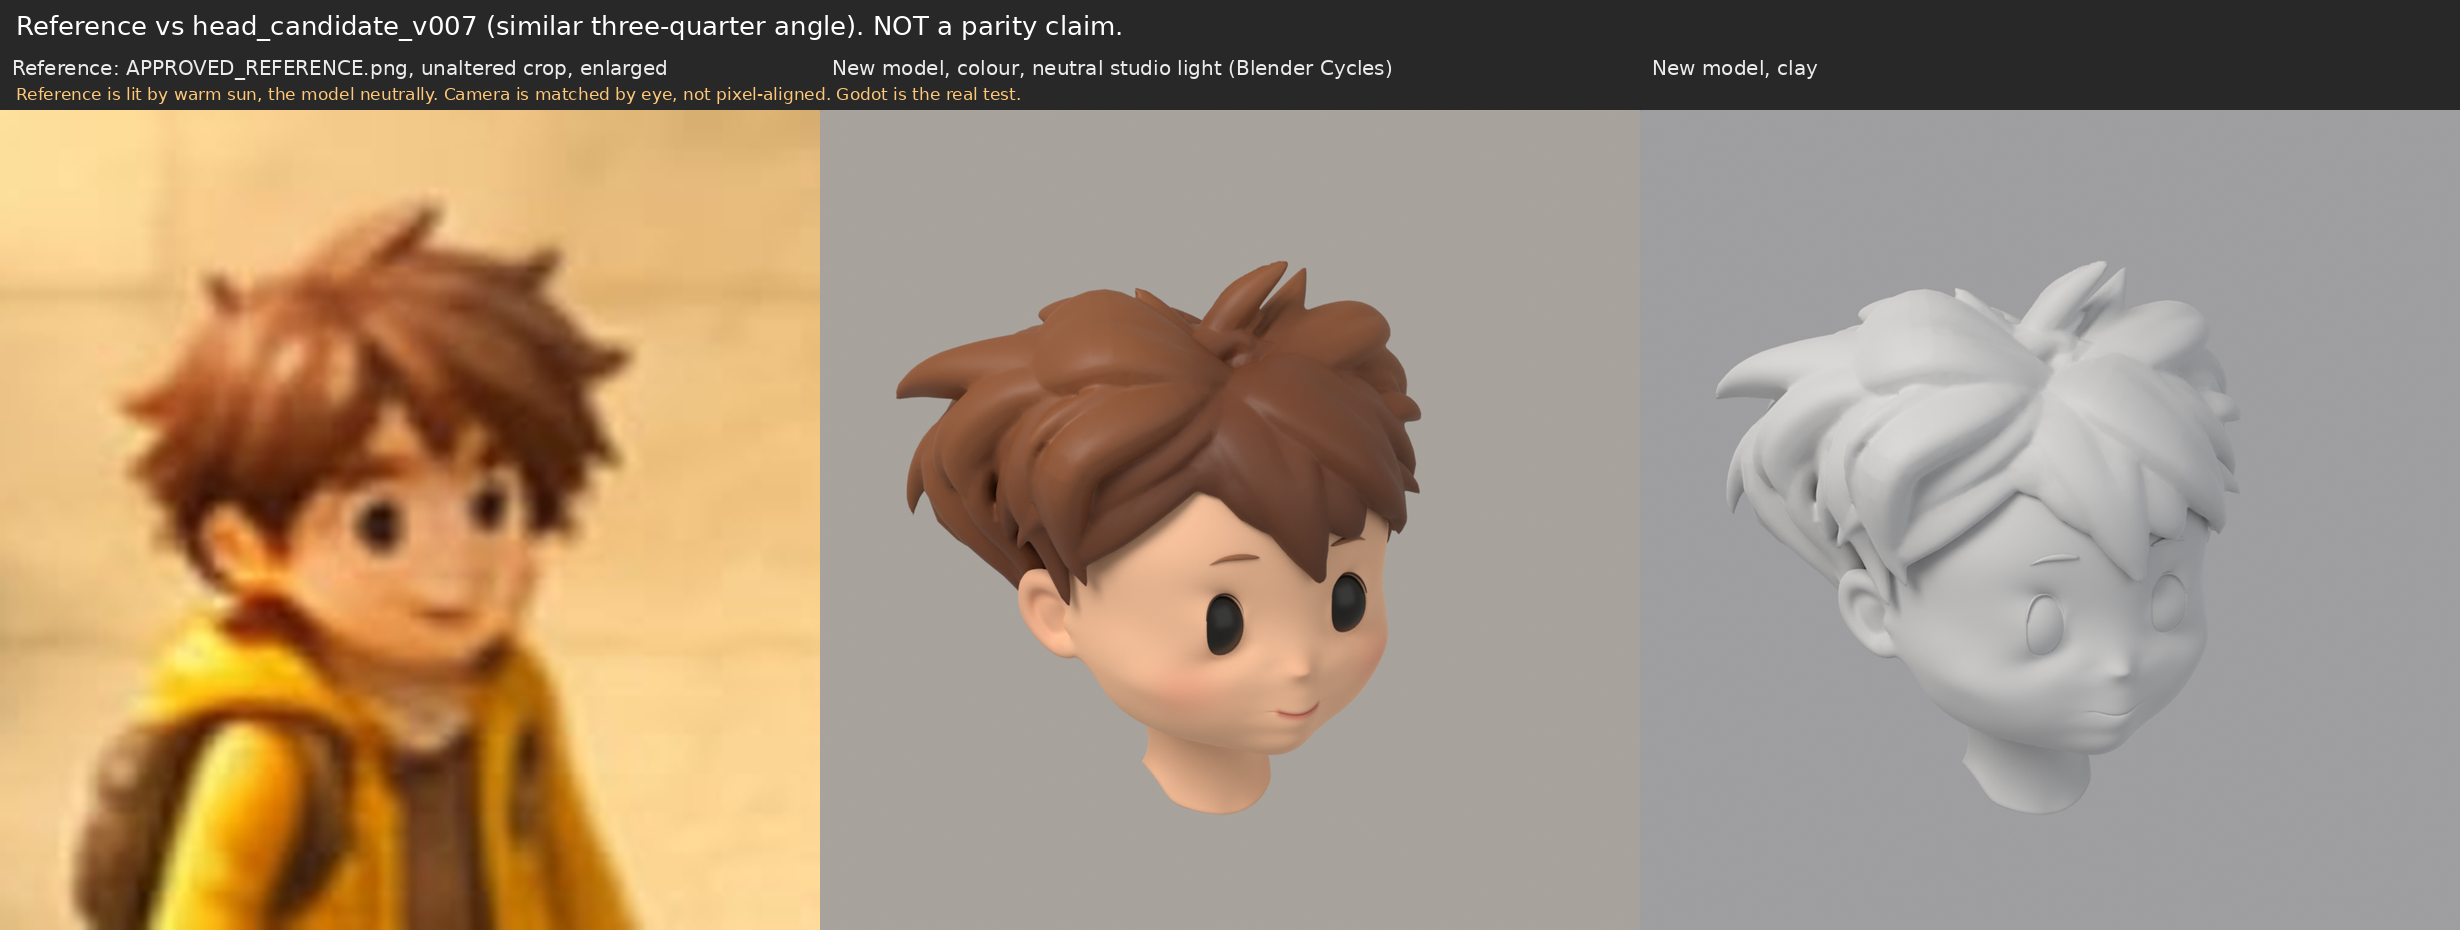 Reference vs head_candidate_v007 (similar three-quarter angle). NOT a parity claim.
Reference: APPROVED_REFERENCE.png, unaltered crop, enlarged
New model, colour, neutral studio light (Blender Cycles)
New model, clay
Reference is lit by warm sun, the model neutrally. Camera is matched by eye, not pixel-aligned. Godot is the real test.